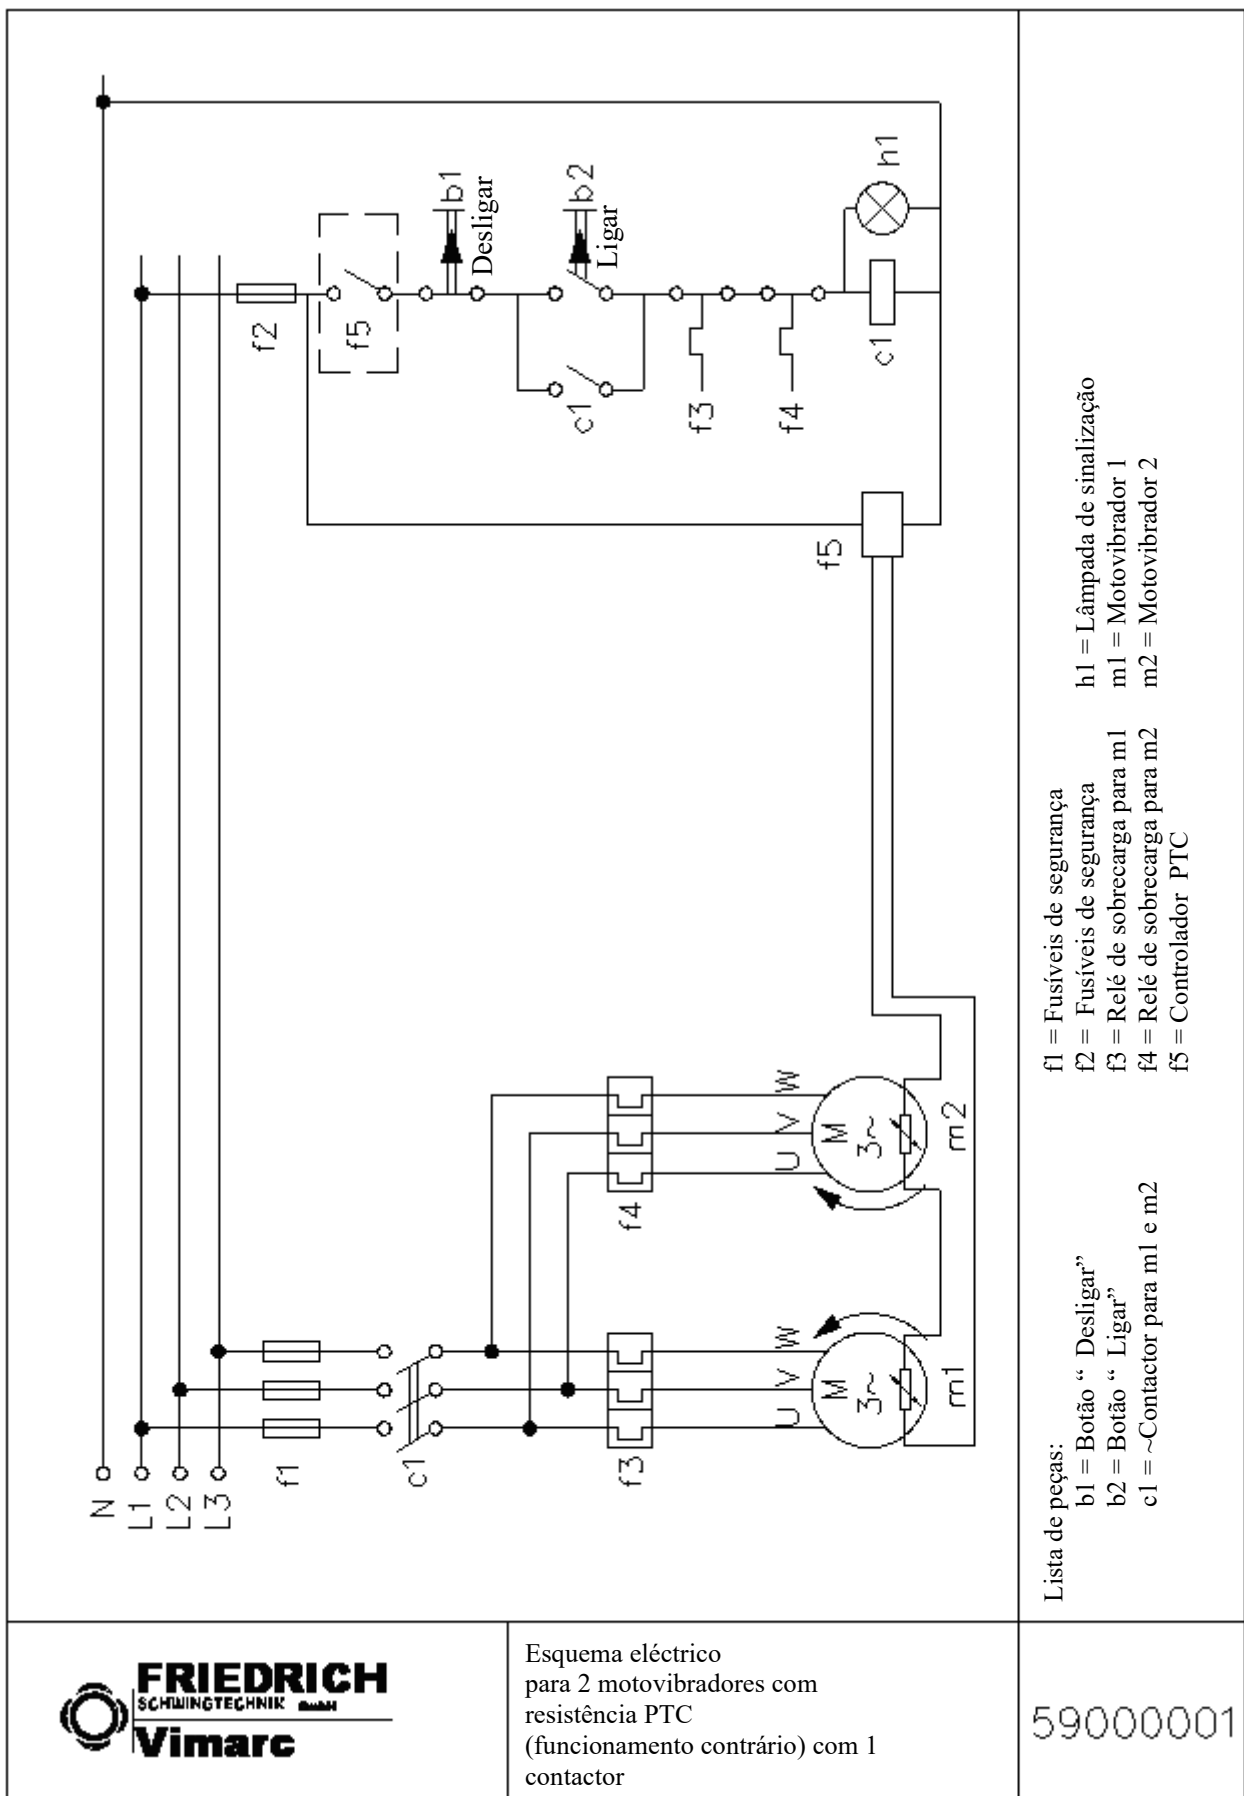 N
L1
L2
L3
f1
c1
f3
U
V
W
M
3~
m1
f4
U
V
W
M
3~
m2
f2
f5
b1
Desligar
b2
Ligar
c1
f3
f4
c1
h1
f5
Lista de peças:
b1 = Botão “ Desligar”
b2 = Botão “ Ligar”
c1 = ~Contactor para m1 e m2
f1 = Fusíveis de segurança
f2 = Fusíveis de segurança
f3 = Relé de sobrecarga para m1
f4 = Relé de sobrecarga para m2
f5 = Controlador PTC
h1 = Lâmpada de sinalização
m1 = Motovibrador 1
m2 = Motovibrador 2
FRIEDRICH
SCHWINGTECHNIK GmbH
Vimarc
Esquema eléctrico
para 2 motovibradores com
resistência PTC
(funcionamento contrário) com 1
contactor
59000001